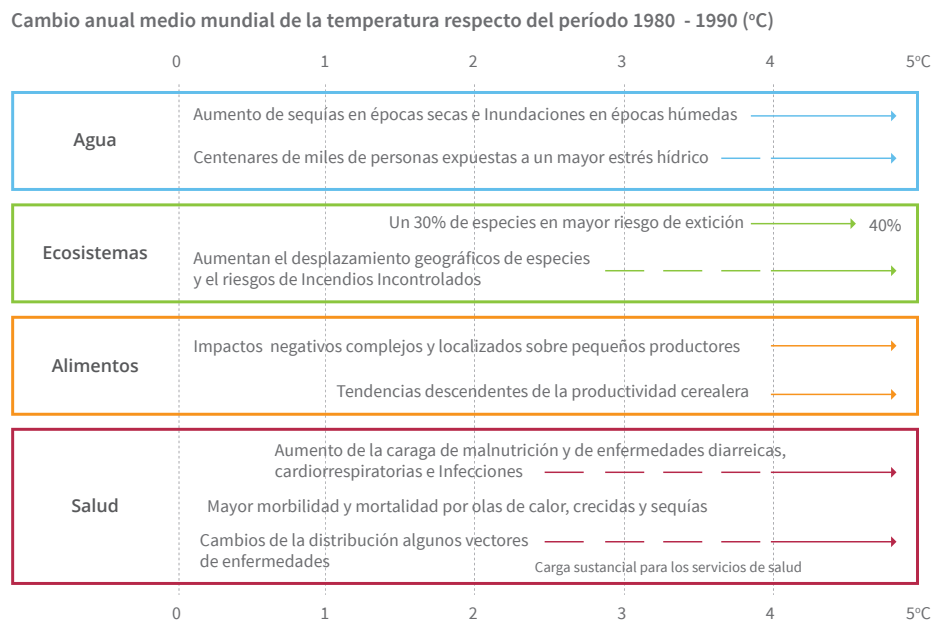 Cambio anual medio mundial de la temperatura respecto del período 1980 - 1990 (ºC)
0 1 2 3 4 5ºC
Agua
Aumento de sequías en épocas secas e Inundaciones en épocas húmedas
Centenares de miles de personas expuestas a un mayor estrés hídrico
Ecosistemas
Un 30% de especies en mayor riesgo de extición 40%
Aumentan el desplazamiento geográficos de especies
y el riesgos de Incendios Incontrolados
Alimentos
Impactos negativos complejos y localizados sobre pequeños productores
Tendencias descendentes de la productividad cerealera
Salud
Aumento de la caraga de malnutrición y de enfermedades diarreicas,
cardiorrespiratorias e Infecciones
Mayor morbilidad y mortalidad por olas de calor, crecidas y sequías
Cambios de la distribución algunos vectores
de enfermedades
Carga sustancial para los servicios de salud
0 1 2 3 4 5ºC